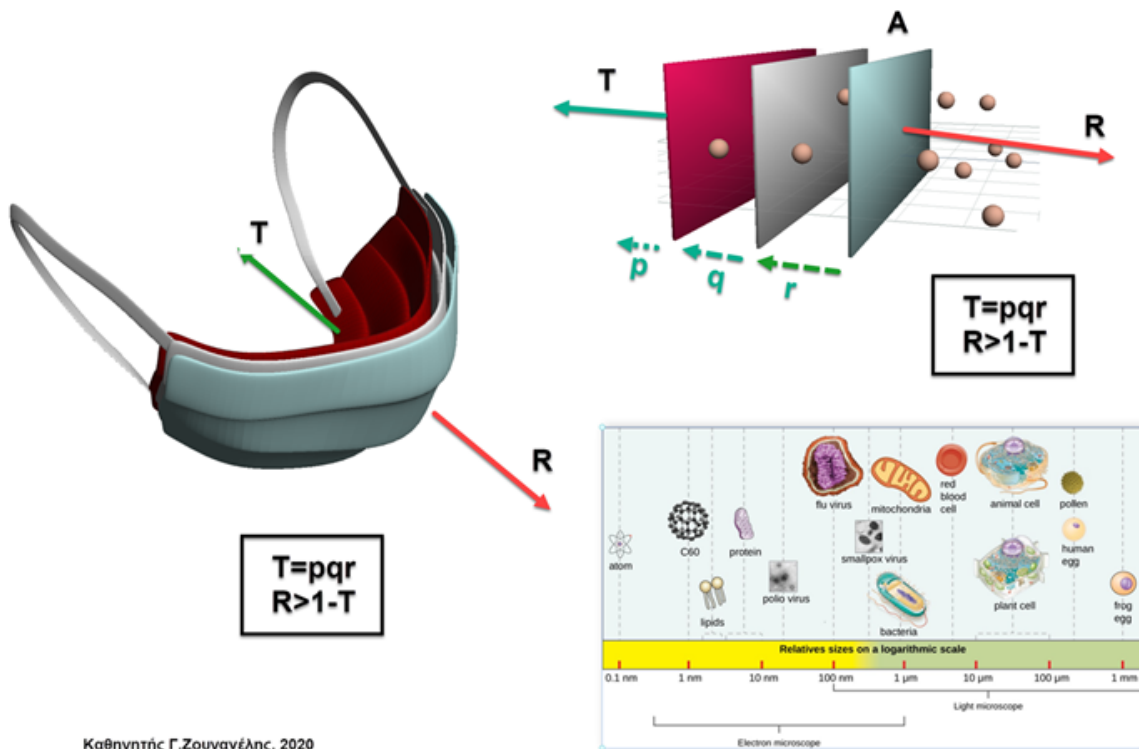 A
T
R
p
q
r
T=pqr
R>1-T
T
R
T=pqr
R>1-T
flu virus
mitochondria
red
blood
cell
animal cell
pollen
atom
C60
protein
smallpox virus
human
egg
lipids
polio virus
bacteria
plant cell
frog
egg
Relatives sizes on a logarithmic scale
0.1 nm
1 nm
10 nm
100 nm
1 µm
10 µm
100 µm
1 mm
Light microscope
Electron microscope
Καθηγητής Γ.Ζουγανέλης, 2020